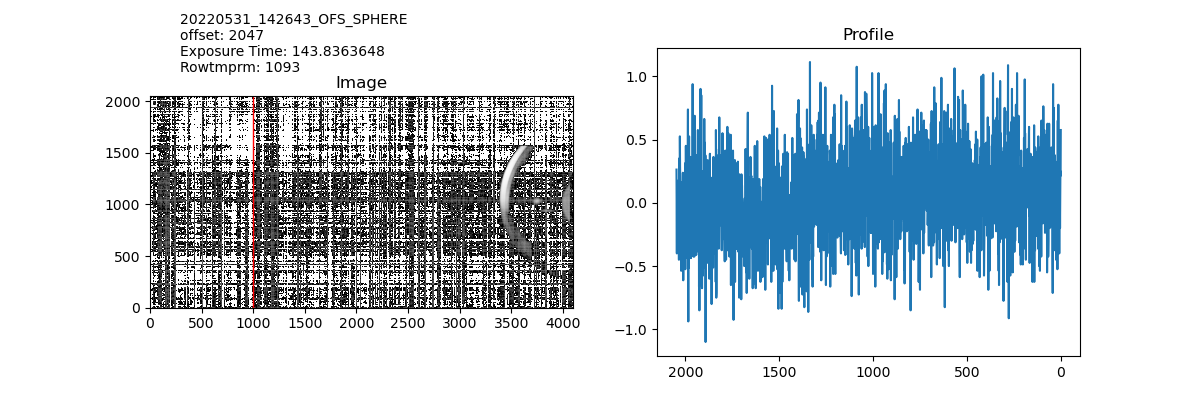 20220531_142643_OFS_SPHERE
offset: 2047
Exposure Time: 143.8363648
Rowtmprm: 1093
Image
2000
1500
1000
500
0
0 500 1000 1500 2000 2500 3000 3500 4000
Profile
1.0
0.5
0.0
−0.5
−1.0
2000 1500 1000 500 0